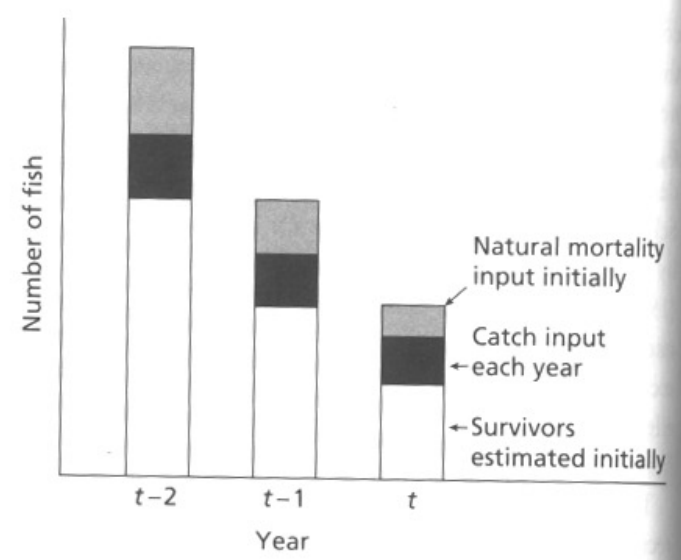 Number of fish
Natural mortality
input initially
Catch input
each year
Survivors
estimated initially
t–2
t–1
t
Year